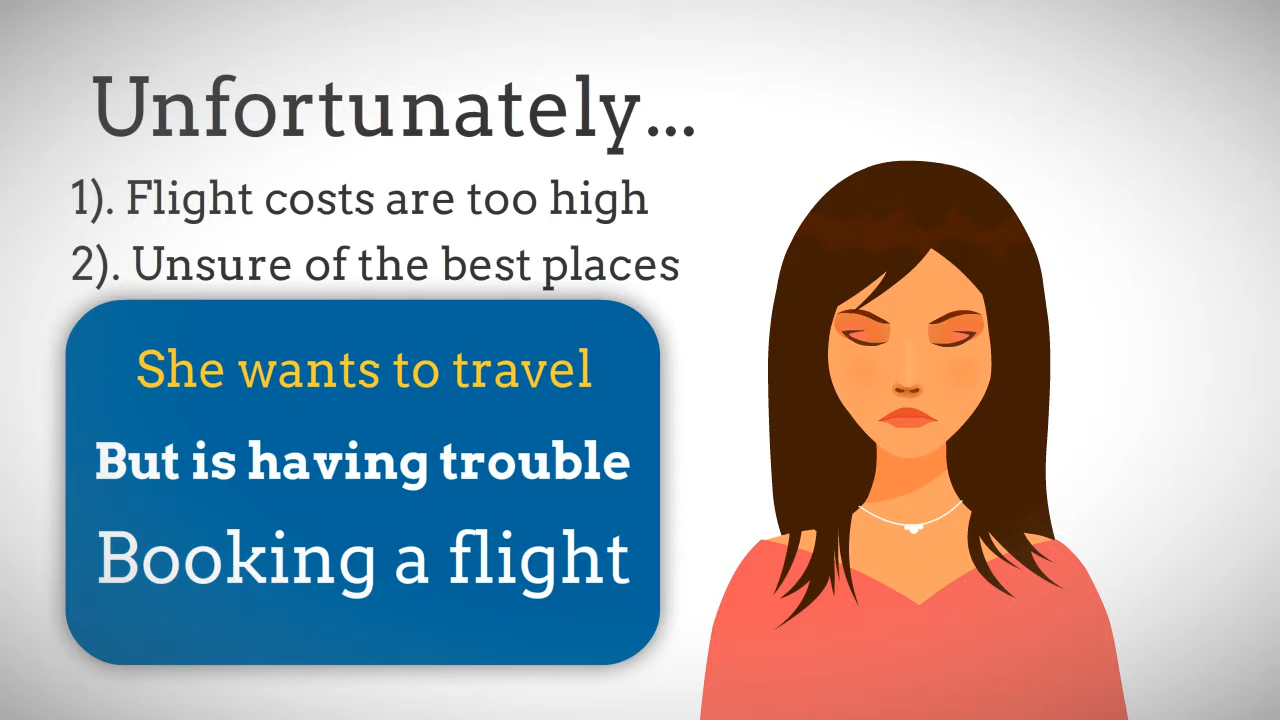 Unfortunately...
1). Flight costs are too high
2). Unsure of the best places
She wants to travel
But is having trouble
Booking a flight